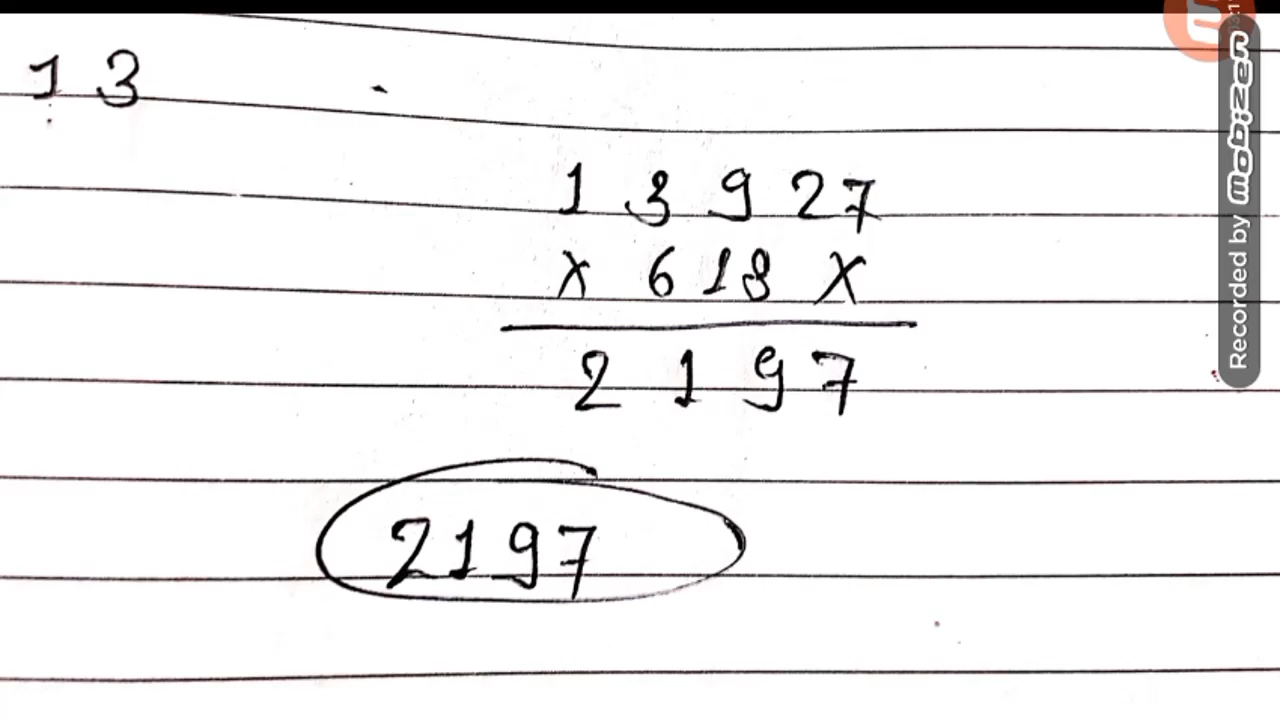 13
1 3 9 27
x 6 18 x
2 1 9 7
2197
Recorded by mobizen